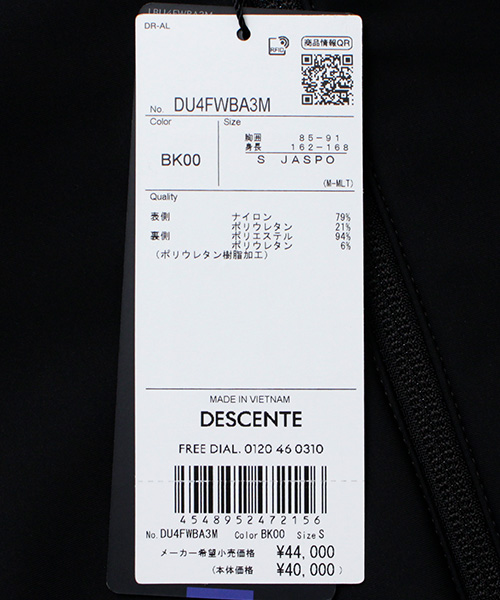 LBU4FWBA3M
DR-AL
RFID
商品情報QR
No. DU4FWBA3M
Color
Size
BK00
胸囲 85-91
身長 162-168
S JASPO
(M-MLT)
Quality
表側 ナイロン 79%
ポリウレタン 21%
裏側 ポリエステル 94%
ポリウレタン 6%
(ポリウレタン樹脂加工)
MADE IN VIETNAM
DESCENTE
FREE DIAL. 0120 46 0310
4548952472156
No. DU4FWBA3M Color BK00 Size S
メーカー希望小売価格 ¥44,000
(本体価格 ¥40,000)